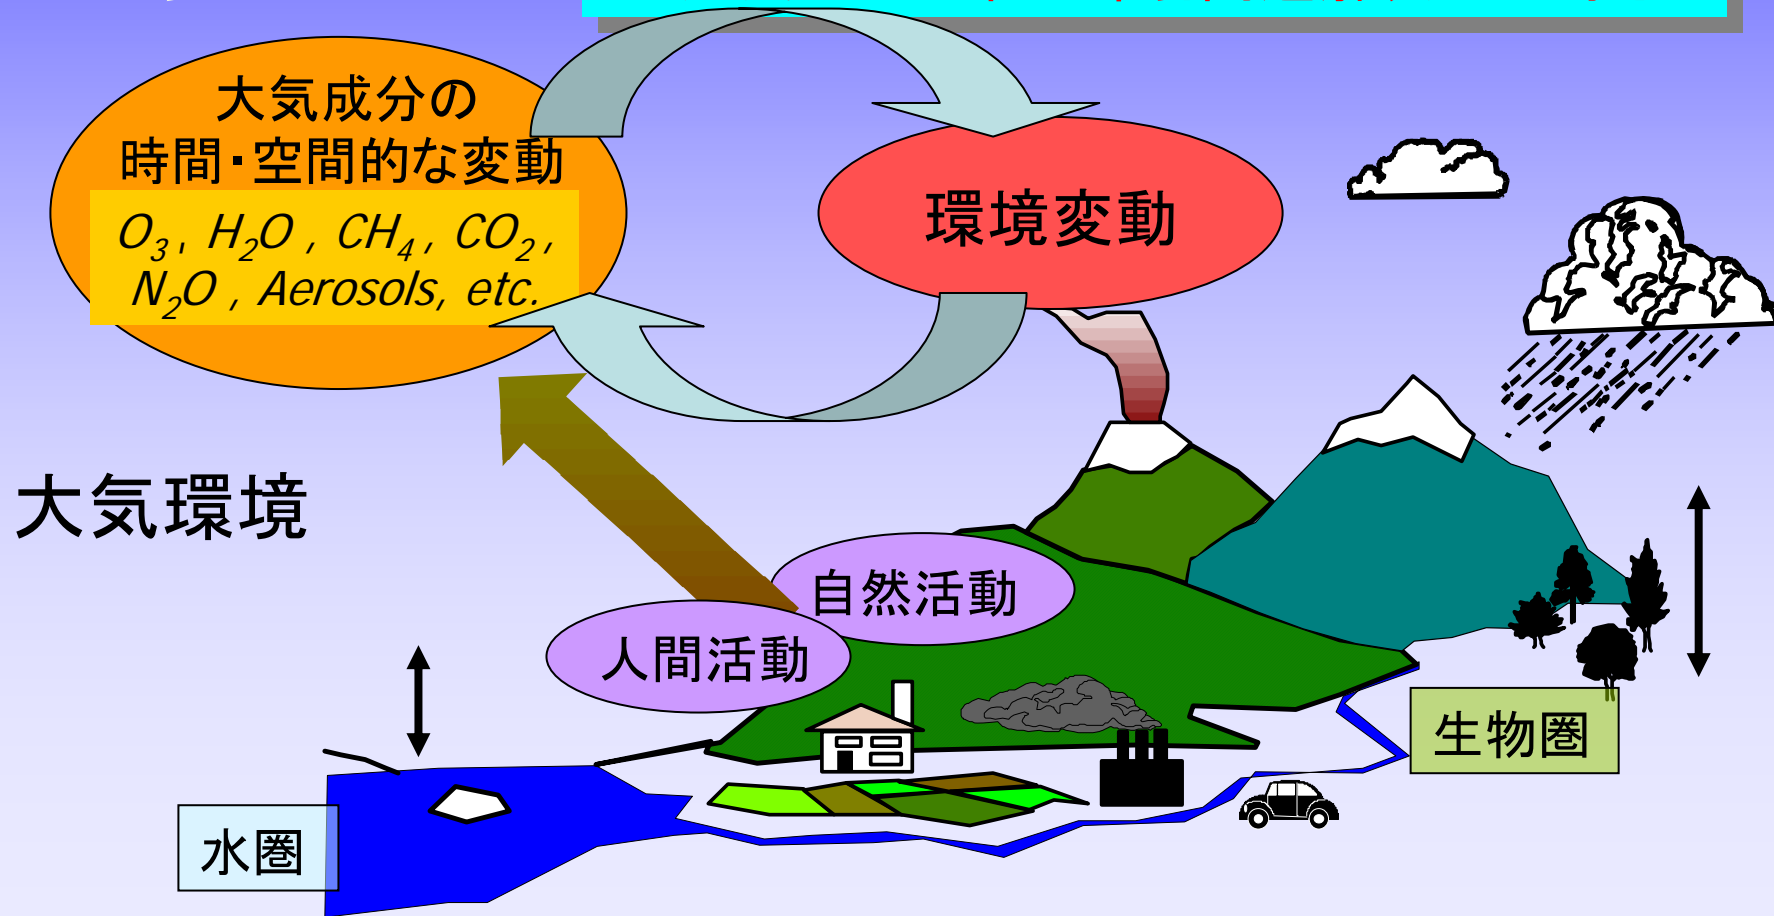 大気成分の
時間・空間的な変動
O₃, H₂O , CH₄ , CO₂ ,
N₂O , Aerosols, etc.
環境変動
大気環境
自然活動
人間活動
生物圏
水圏